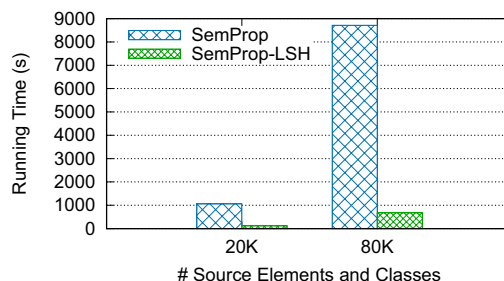 9000
8000
7000
6000
5000
4000
3000
2000
1000
0
Running Time (s)
SemProp
SemProp-LSH
20K
80K
# Source Elements and Classes